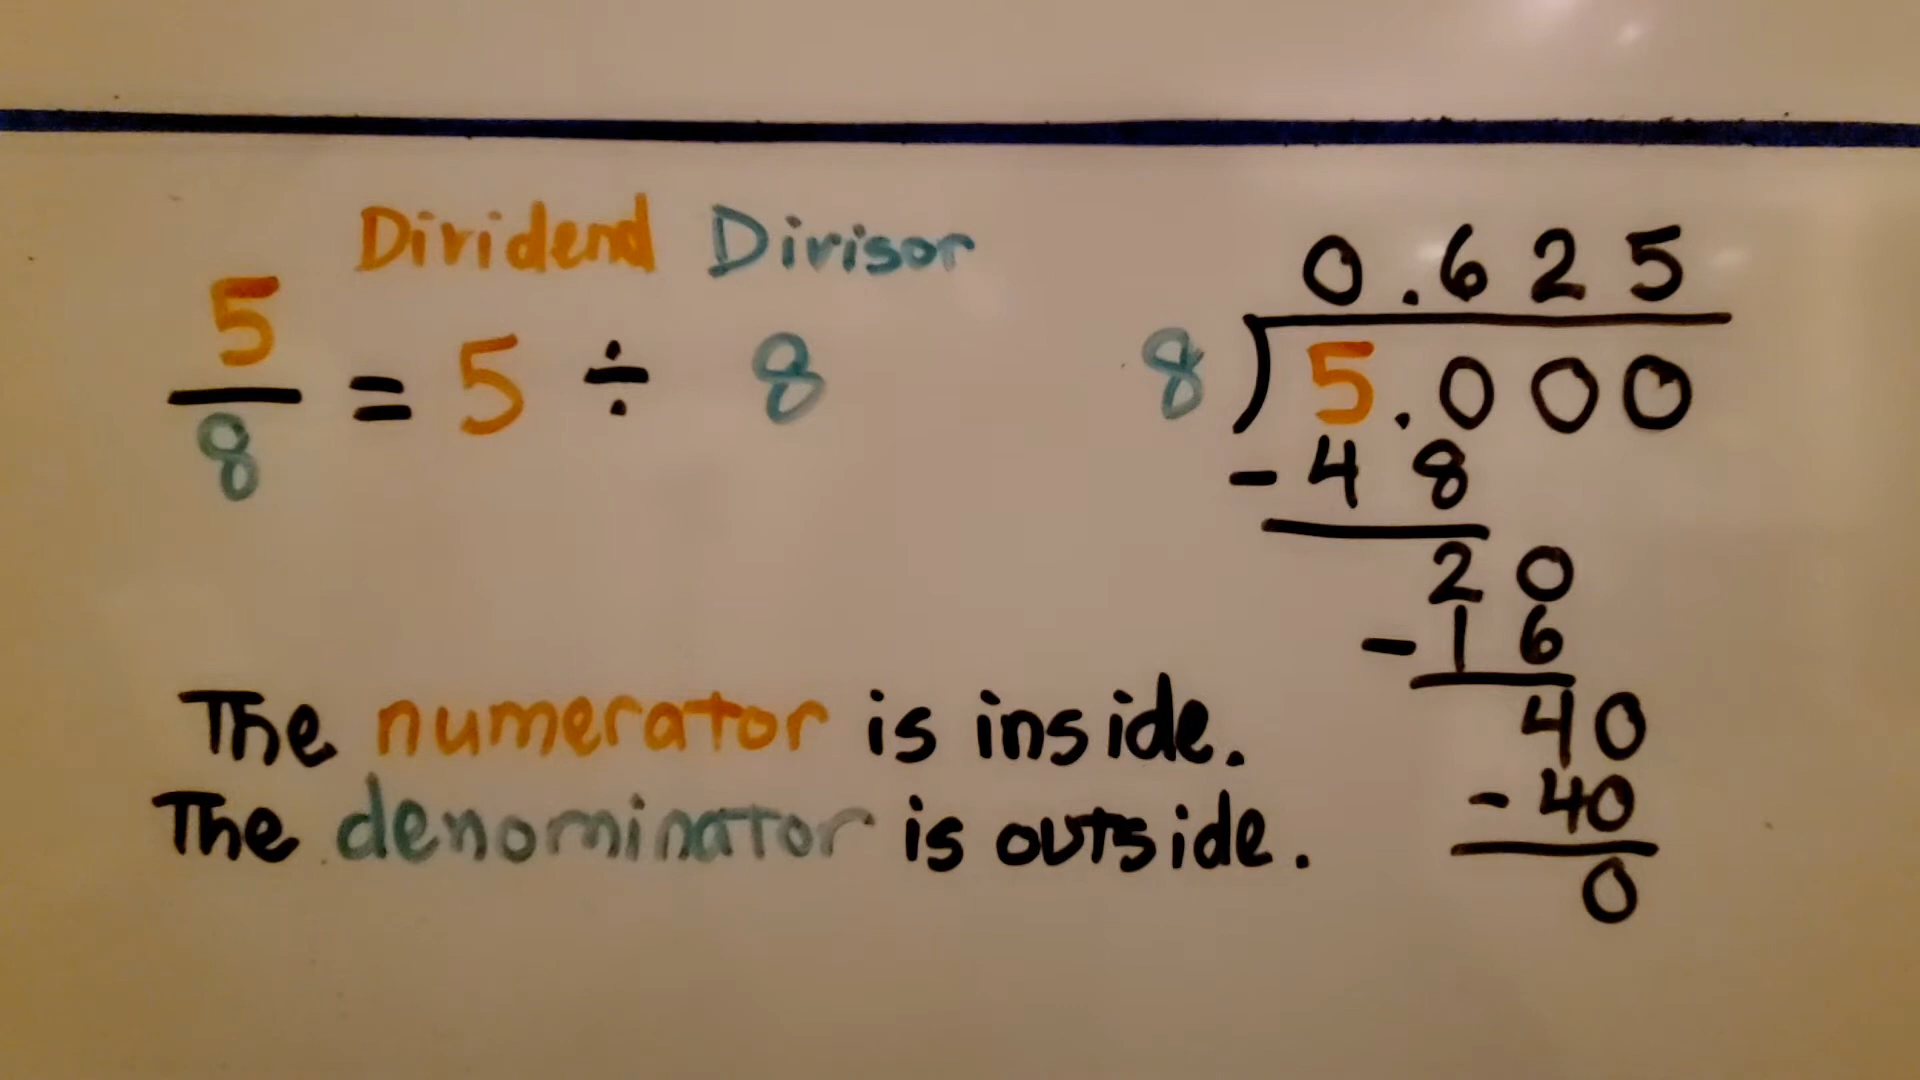 Dividend Divisor
5/8 = 5 ÷ 8
The numerator is inside.
The denominator is outside.
0.625
8)5.000
-48
20
-16
40
-40
0